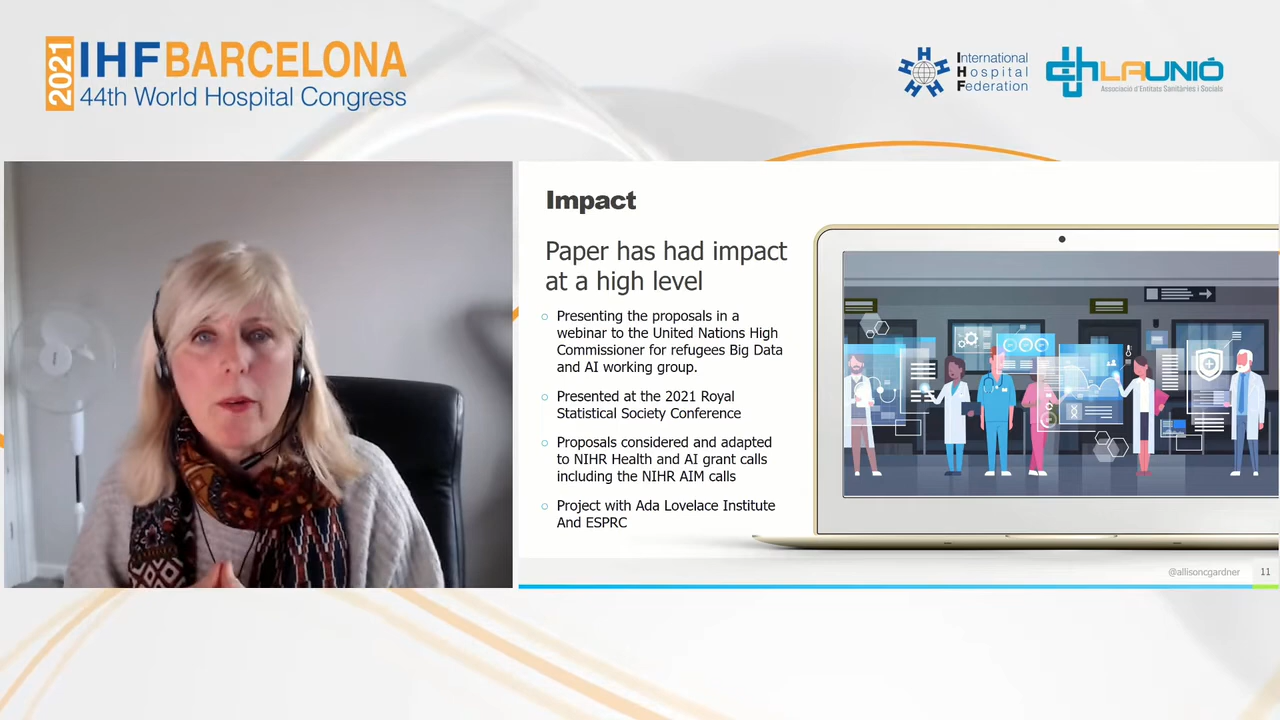 2021
IHF BARCELONA
44th World Hospital Congress
International
Hospital
Federation
LA UNIÓ
Associació d'Entitats Sanitàries i Socials
Impact
Paper has had impact
at a high level
Presenting the proposals in a
webinar to the United Nations High
Commissioner for refugees Big Data
and AI working group.
Presented at the 2021 Royal
Statistical Society Conference
Proposals considered and adapted
to NIHR Health and AI grant calls
including the NIHR AIM calls
Project with Ada Lovelace Institute
And ESPRC
@allisoncgardner
11